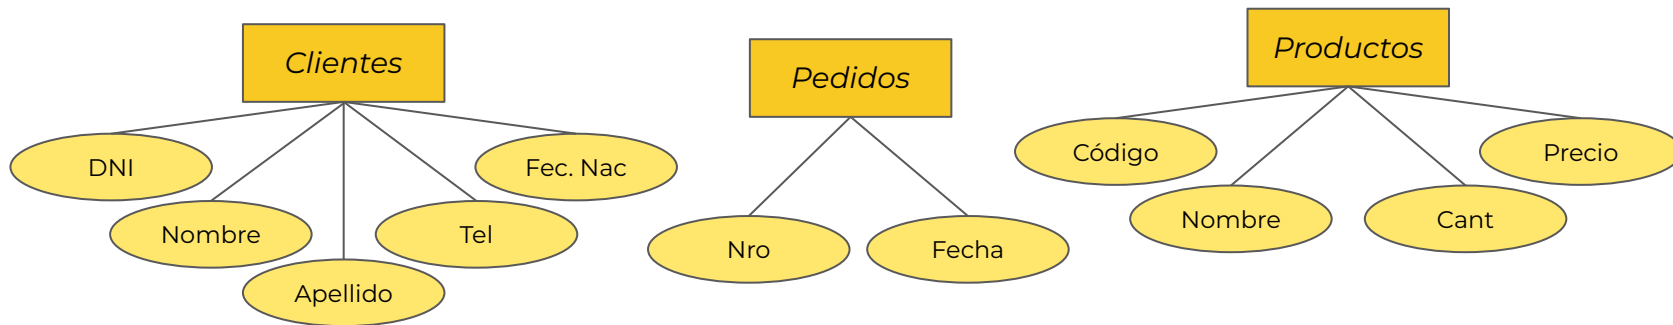 Clientes
DNI
Nombre
Apellido
Tel
Fec. Nac
Pedidos
Nro
Fecha
Productos
Código
Nombre
Cant
Precio